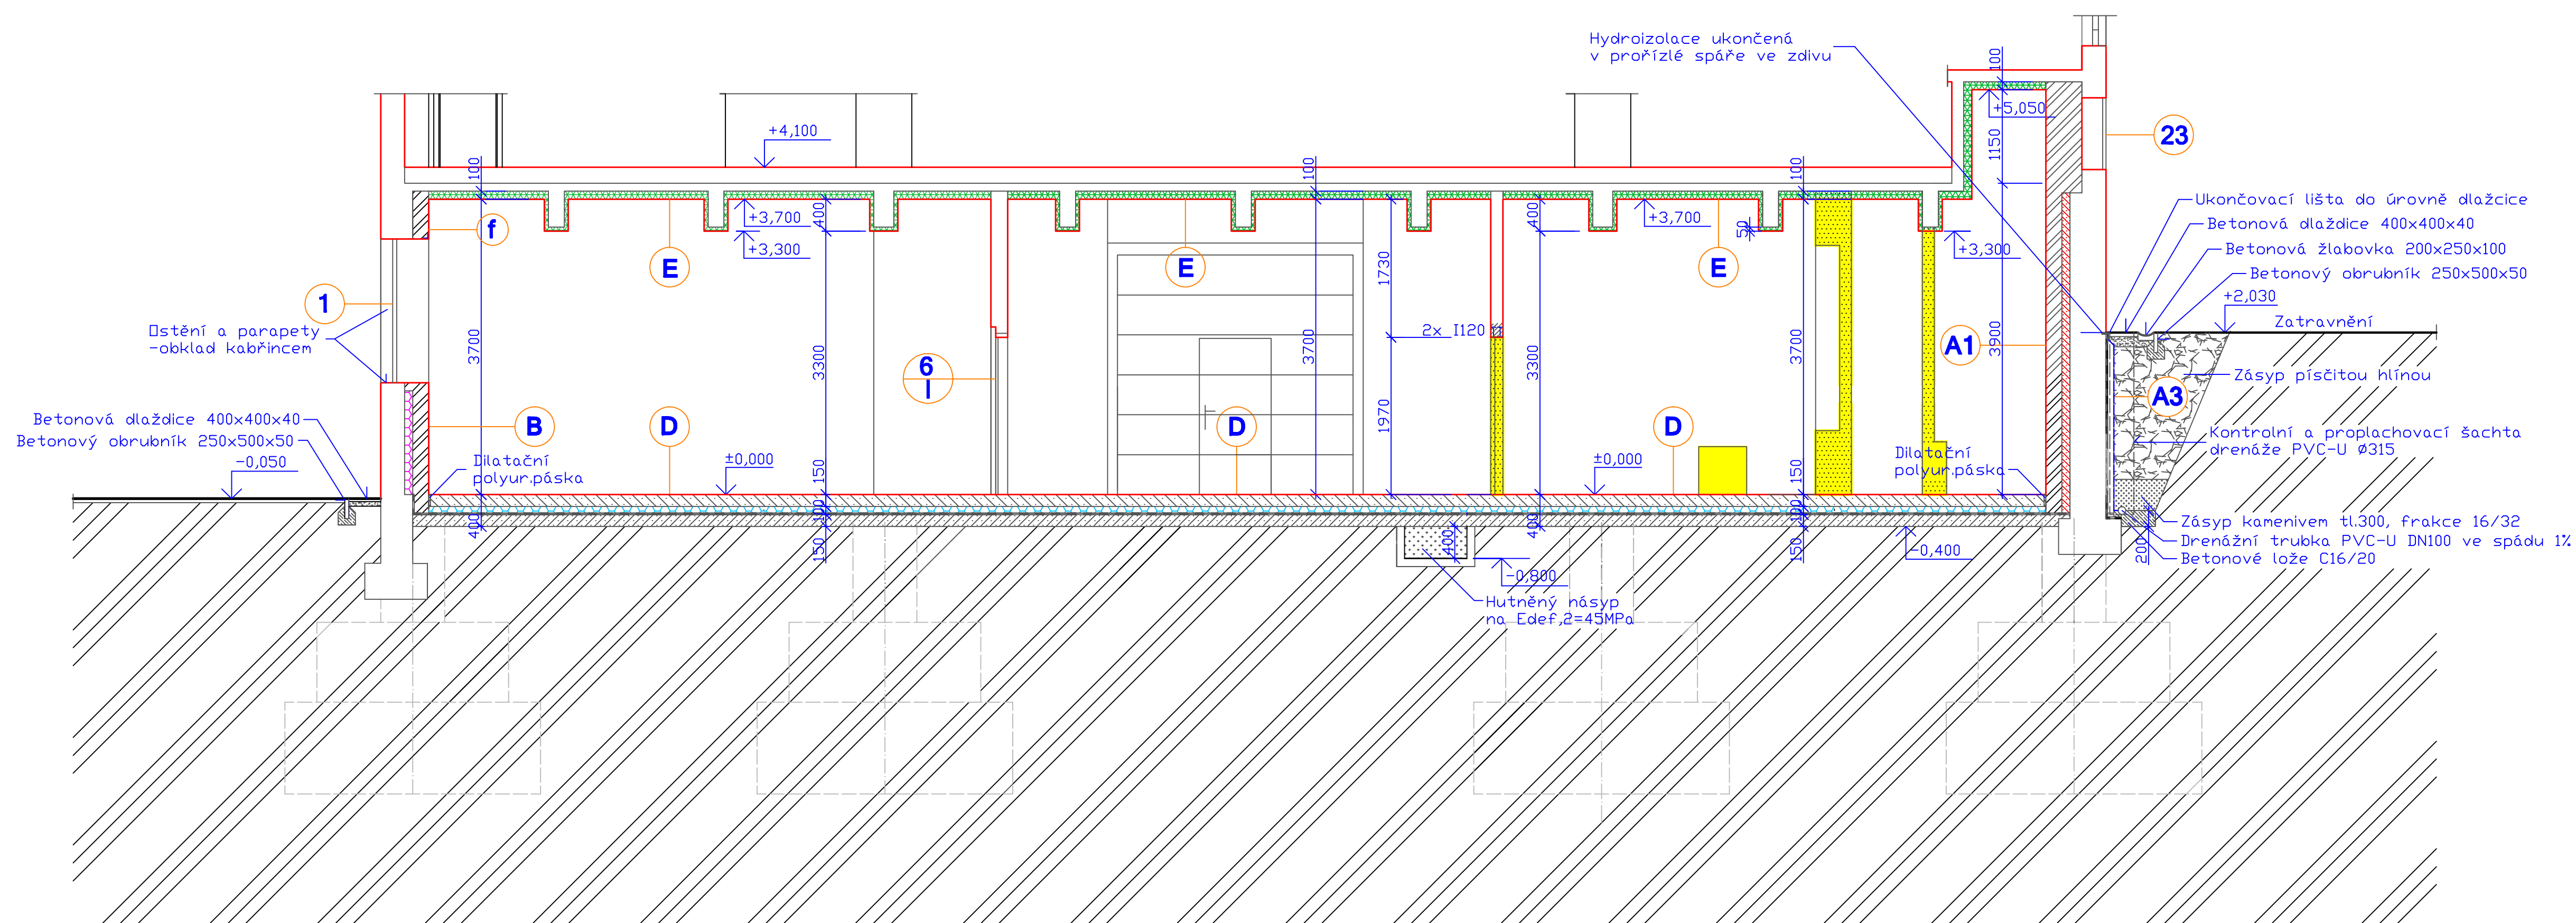 Hydroizolace ukončená
v prořízlé spáře ve zdivu
100
+5,050
1150
23
+4,100
100
100
100
400
+3,700
+3,300
400
+3,700
50
+3,300
f
E
E
E
1
Ostění a parapety
-obklad kabřincem
3700
3300
6
I
3700
1730
2x I120
1970
3300
3700
A1
3900
Ukončovací lišta do úrovně dlažcice
Betonová dlaždice 400x400x40
Betonová žlabovka 200x250x100
Betonový obrubník 250x500x50
+2,030
Zatravnění
Zásyp písčitou hlínou
A3
Kontrolní a proplachovací šachta
drenáže PVC-U Ø315
Betonová dlaždice 400x400x40
Betonový obrubník 250x500x50
-0,050
B
D
D
D
Dilatační
polyur.páska
±0,000
150
±0,000
150
Dilatační
polyur.páska
400
100
150
400
400
100
150
-0,400
-0,800
Hutněný násyp
na Edef,2=45MPa
Zásyp kamenivem tl.300, frakce 16/32
Drenážní trubka PVC-U DN100 ve spádu 1%
Betonové lože C16/20
200